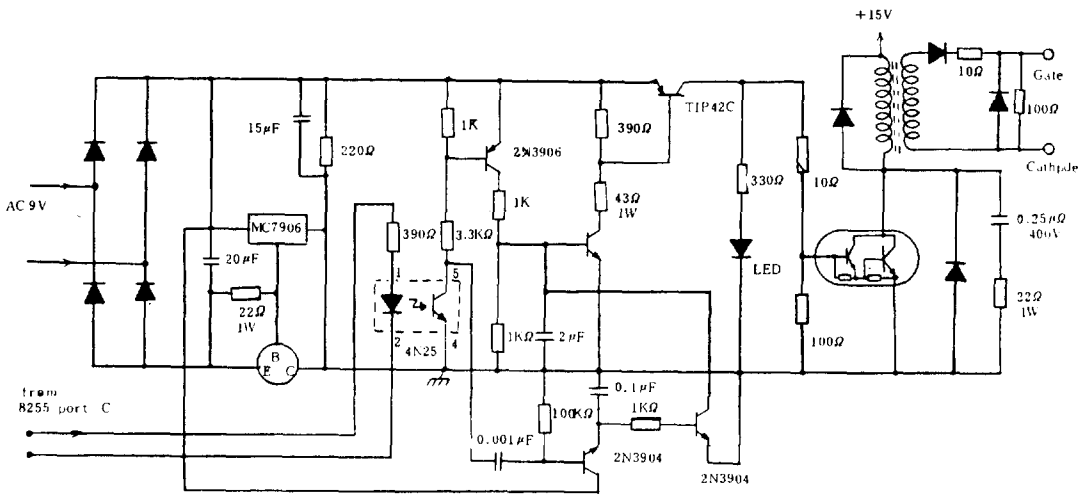 +15V
10Ω
Gate
100Ω
Cathpde
TIP42C
15µF
1K
390Ω
220Ω
2N3906
43Ω
1W
1K
330Ω
10Ω
0.25µΩ
400V
AC 9V
MC7906
390Ω
3.3KΩ
20µF
LED
1
5
22Ω
1W
22Ω
1W
2
4
4N25
1KΩ
2µF
100Ω
B
E
C
from
8255 port C
0.1µF
100KΩ
1KΩ
0.001µF
2N3904
2N3904